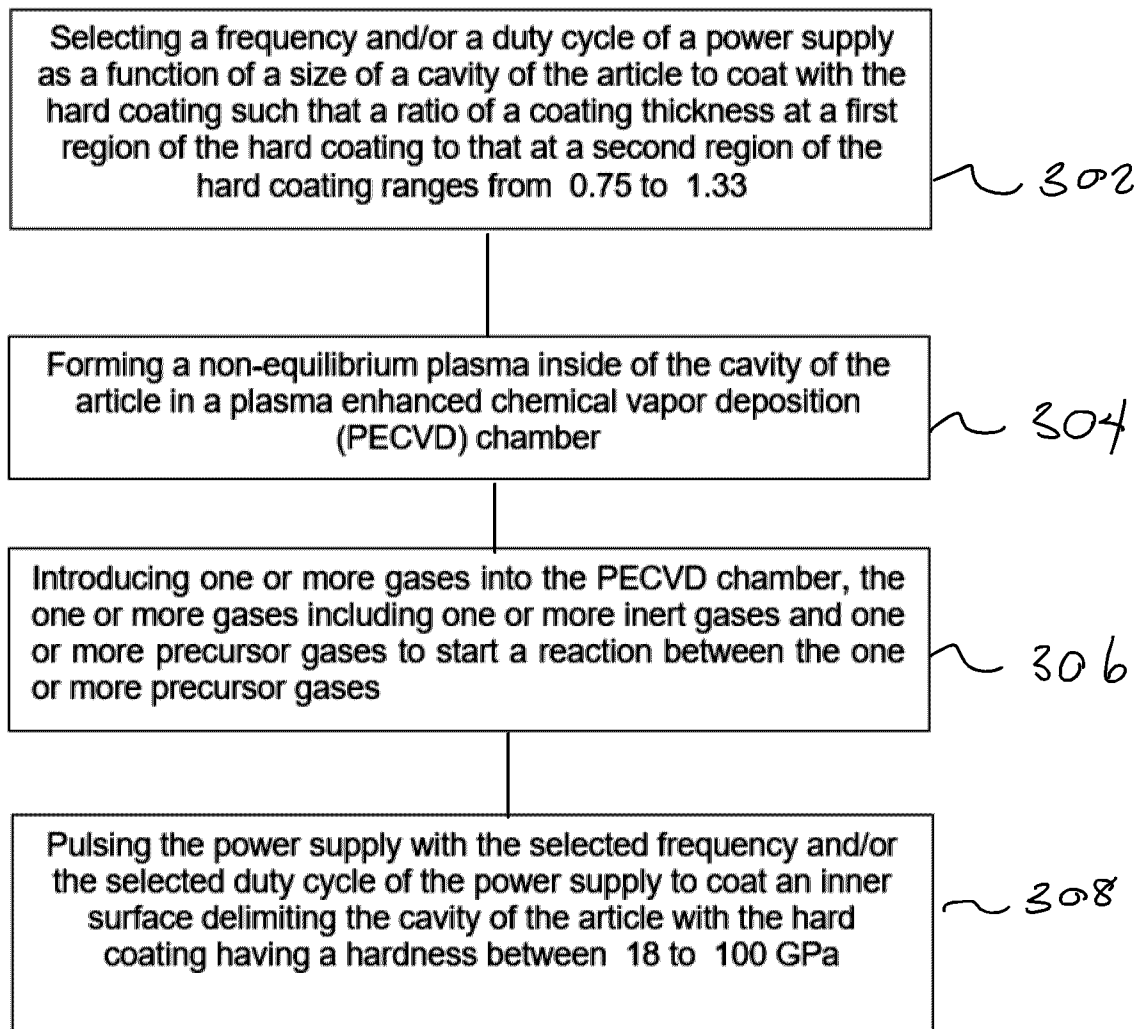 Selecting a frequency and/or a duty cycle of a power supply
as a function of a size of a cavity of the article to coat with the
hard coating such that a ratio of a coating thickness at a first
region of the hard coating to that at a second region of the
hard coating ranges from 0.75 to 1.33
302
Forming a non-equilibrium plasma inside of the cavity of the
article in a plasma enhanced chemical vapor deposition
(PECVD) chamber
304
Introducing one or more gases into the PECVD chamber, the
one or more gases including one or more inert gases and one
or more precursor gases to start a reaction between the one
or more precursor gases
306
Pulsing the power supply with the selected frequency and/or
the selected duty cycle of the power supply to coat an inner
surface delimiting the cavity of the article with the hard
coating having a hardness between 18 to 100 GPa
308